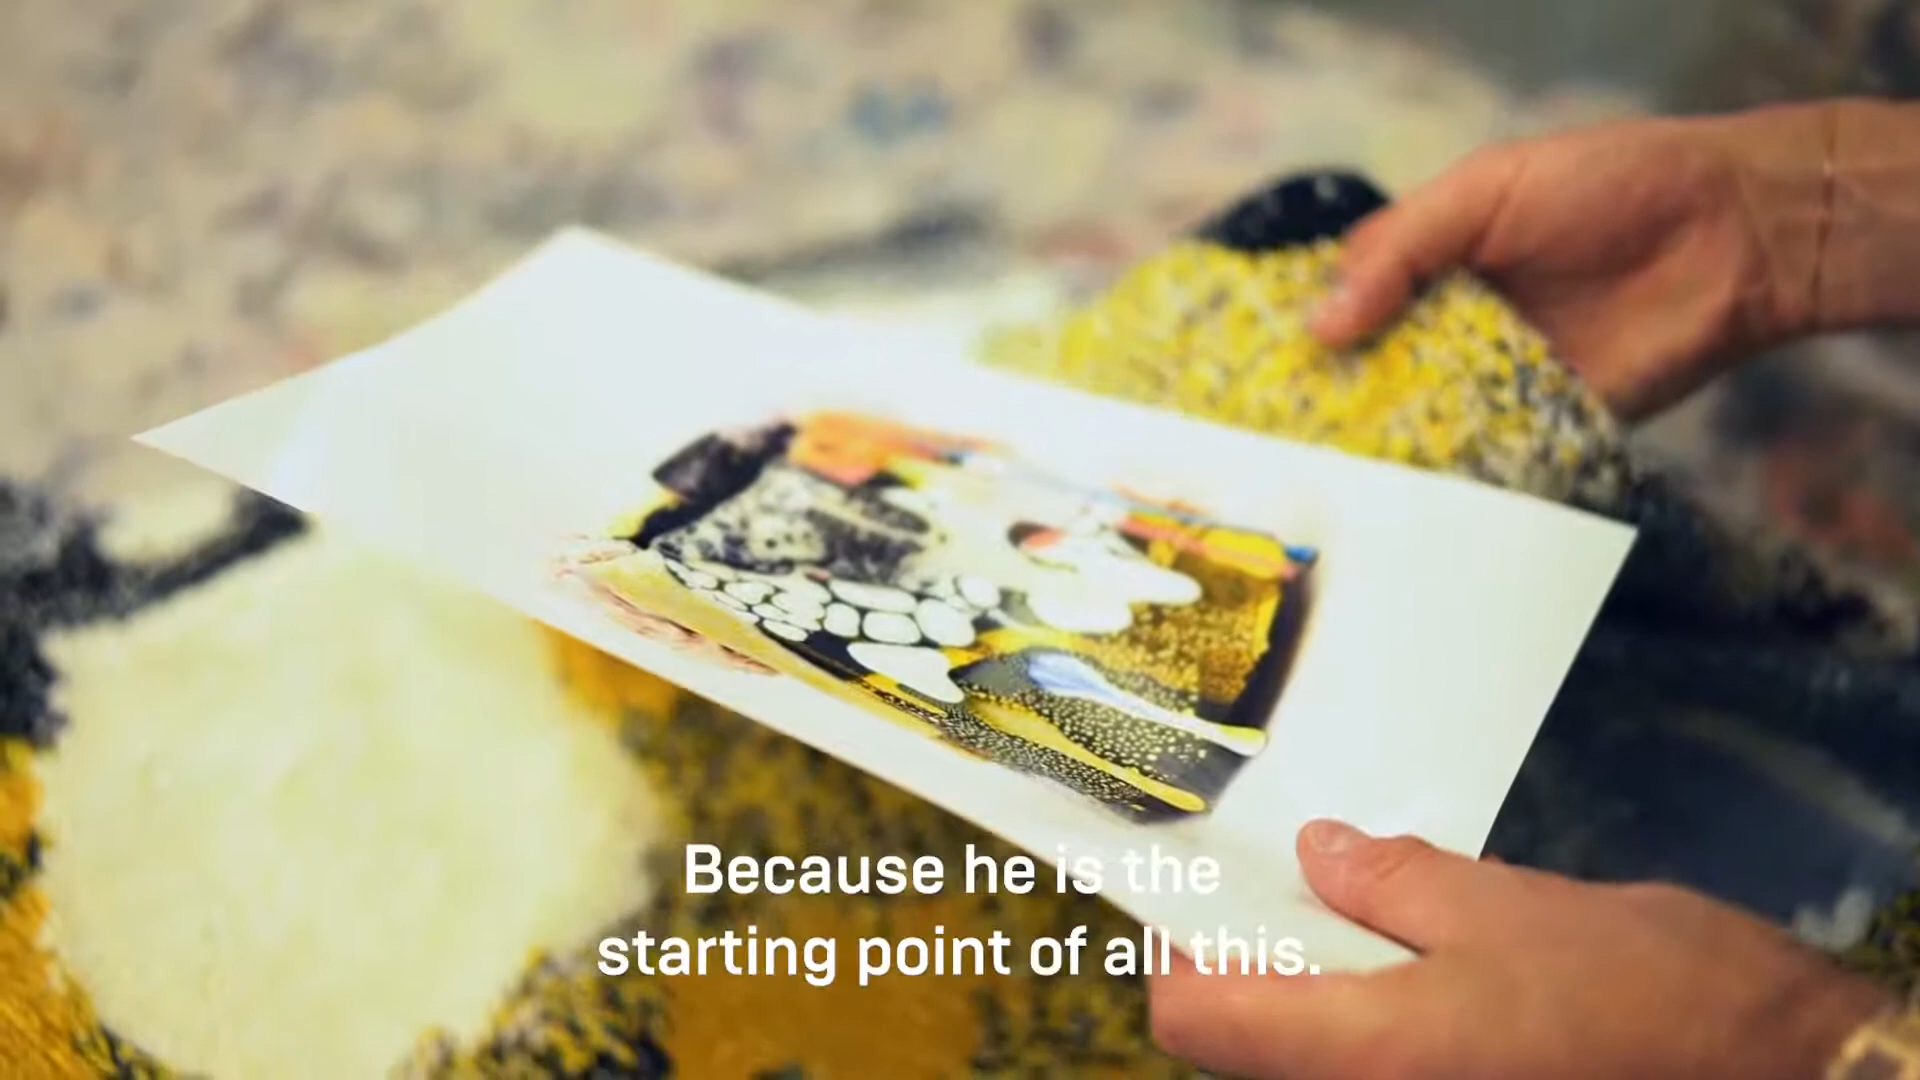 Because he is the
starting point of all this.